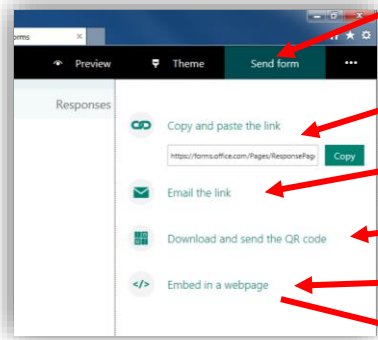 orms
Preview Theme Send form
Responses
Copy and paste the link
https://forms.office.com/Pages/ResponsePag Copy
Email the link
Download and send the QR code
</> Embed in a webpage